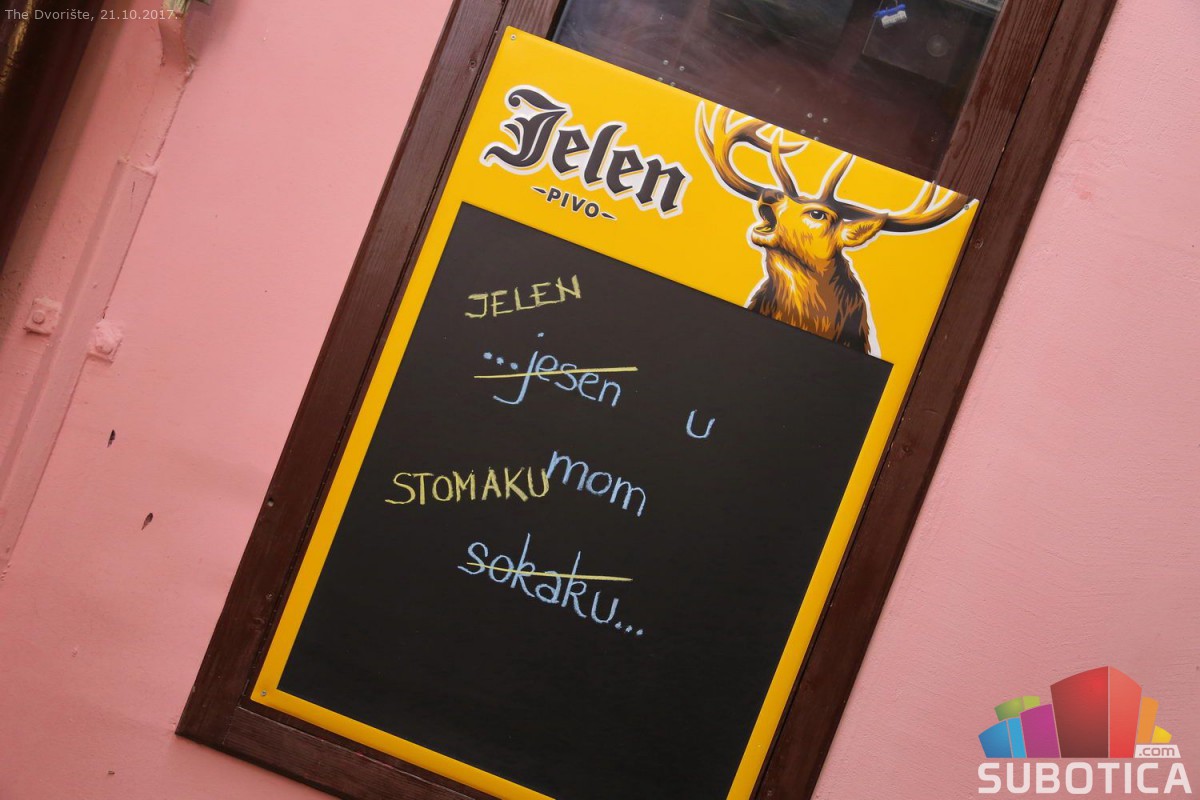 The Dvorište, 21.10.2017.
Jelen
-PIVO-
JELEN
...jesen u
STOMAKU mom
sokaku...
.com
SUBOTICA